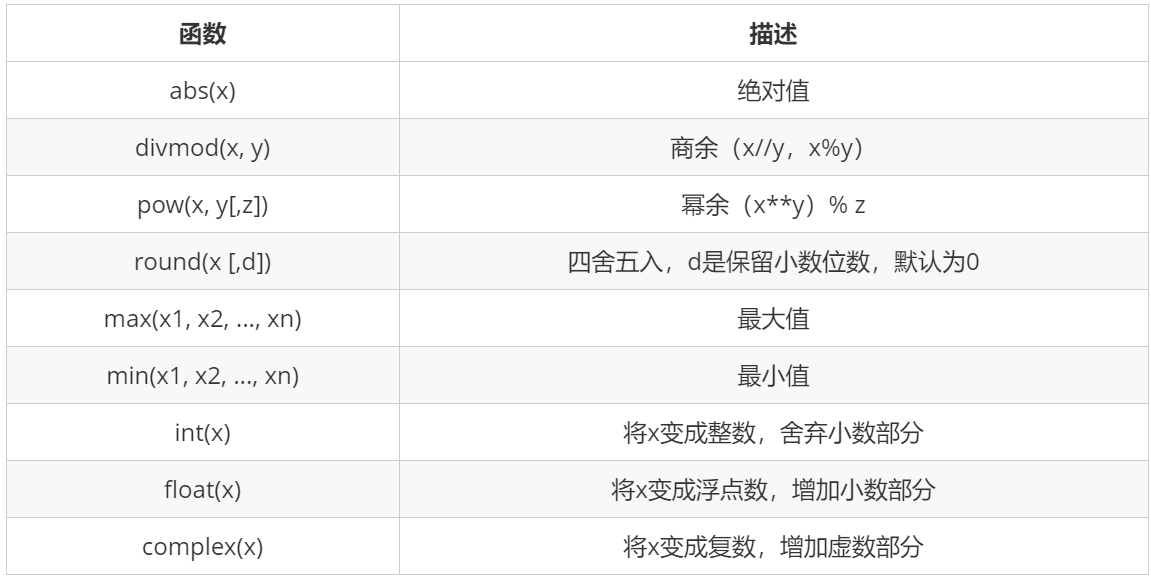 函数 描述
abs(x) 绝对值
divmod(x, y) 商余（x//y，x%y）
pow(x, y[,z]) 幂余（x**y）% z
round(x [,d]) 四舍五入，d是保留小数位数，默认为0
max(x1, x2, ..., xn) 最大值
min(x1, x2, ..., xn) 最小值
int(x) 将x变成整数，舍弃小数部分
float(x) 将x变成浮点数，增加小数部分
complex(x) 将x变成复数，增加虚数部分